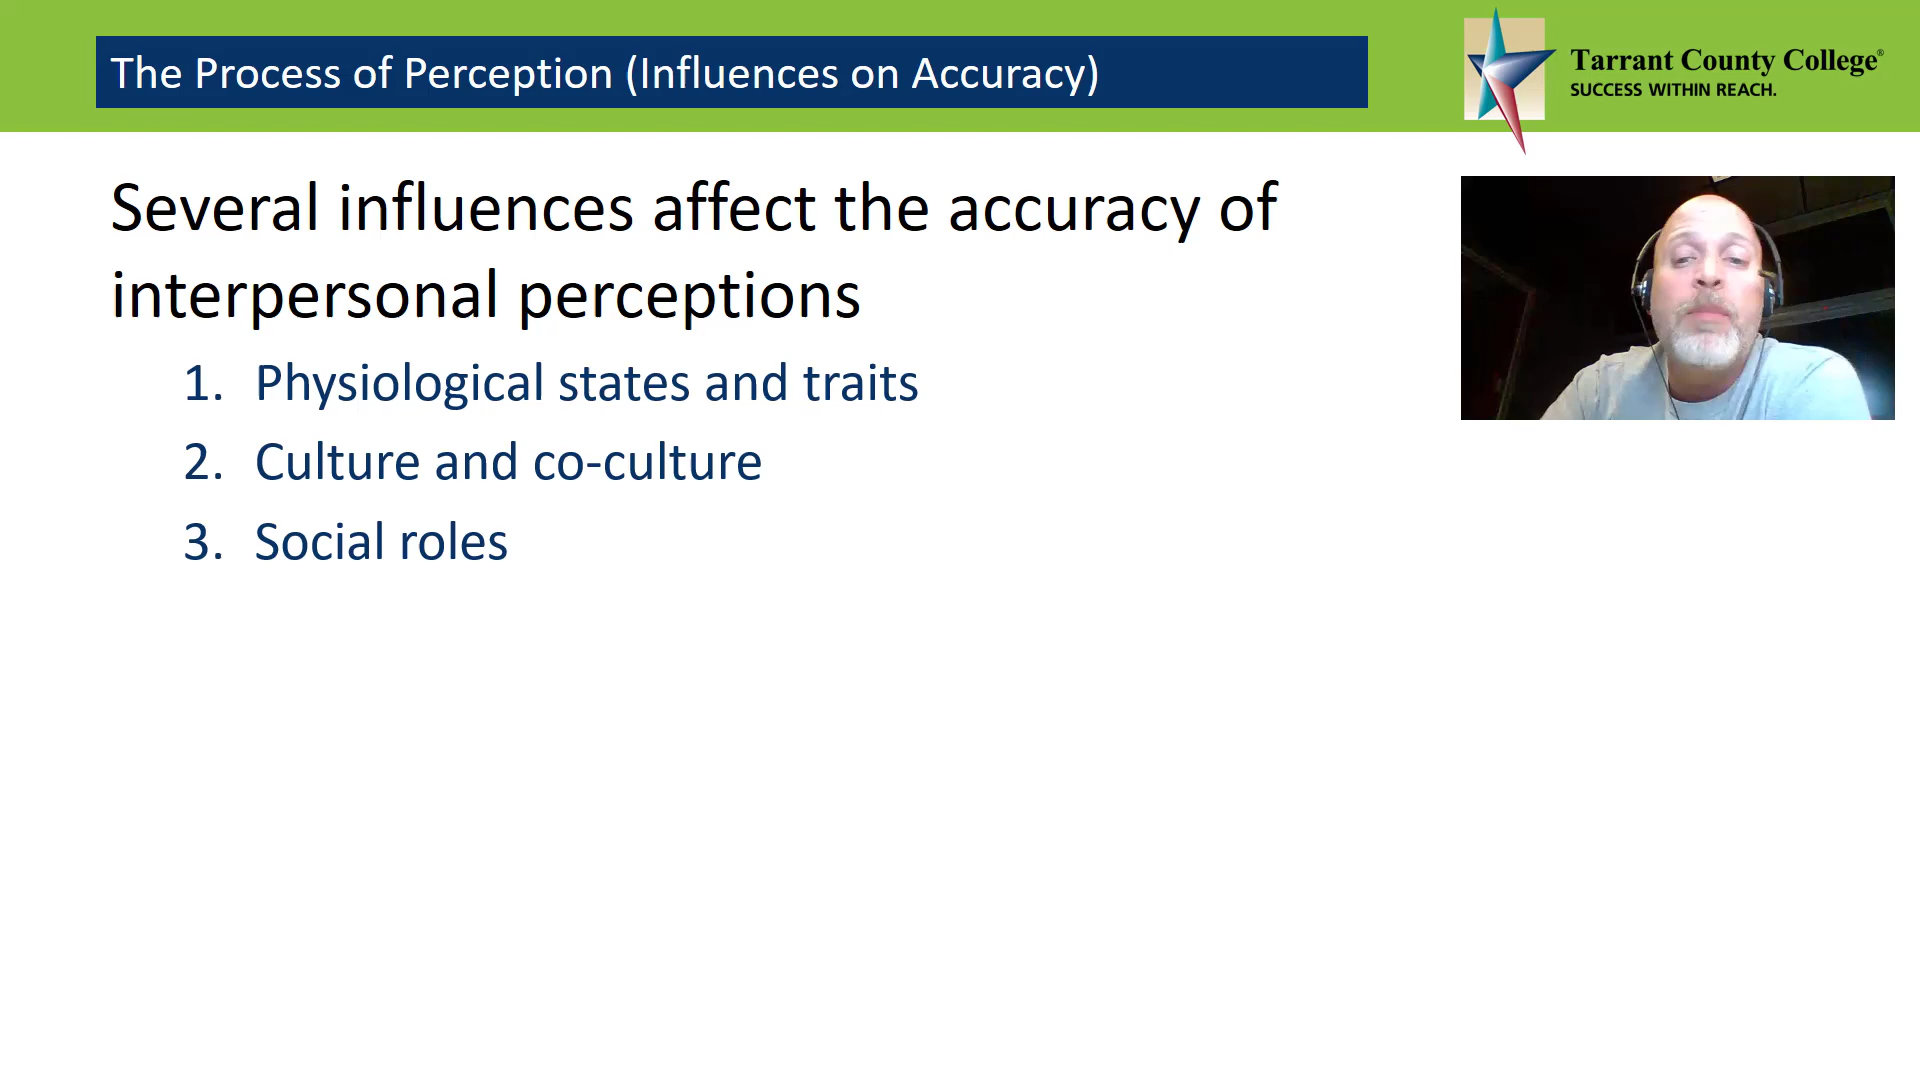 The Process of Perception (Influences on Accuracy)
Tarrant County College®
SUCCESS WITHIN REACH.
Several influences affect the accuracy of
interpersonal perceptions
1. Physiological states and traits
2. Culture and co-culture
3. Social roles